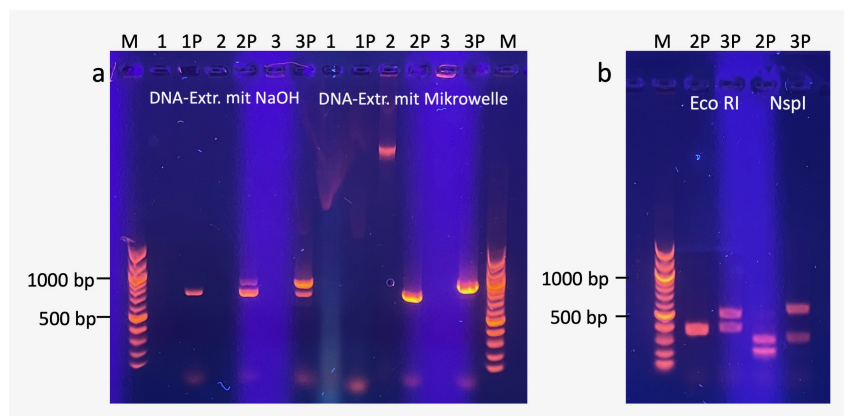 M 1 1P 2 2P 3 3P 1 1P 2 2P 3 3P M
a
DNA-Extr. mit NaOH DNA-Extr. mit Mikrowelle
1000 bp
500 bp
M 2P 3P 2P 3P
b
Eco RI NspI
1000 bp
500 bp